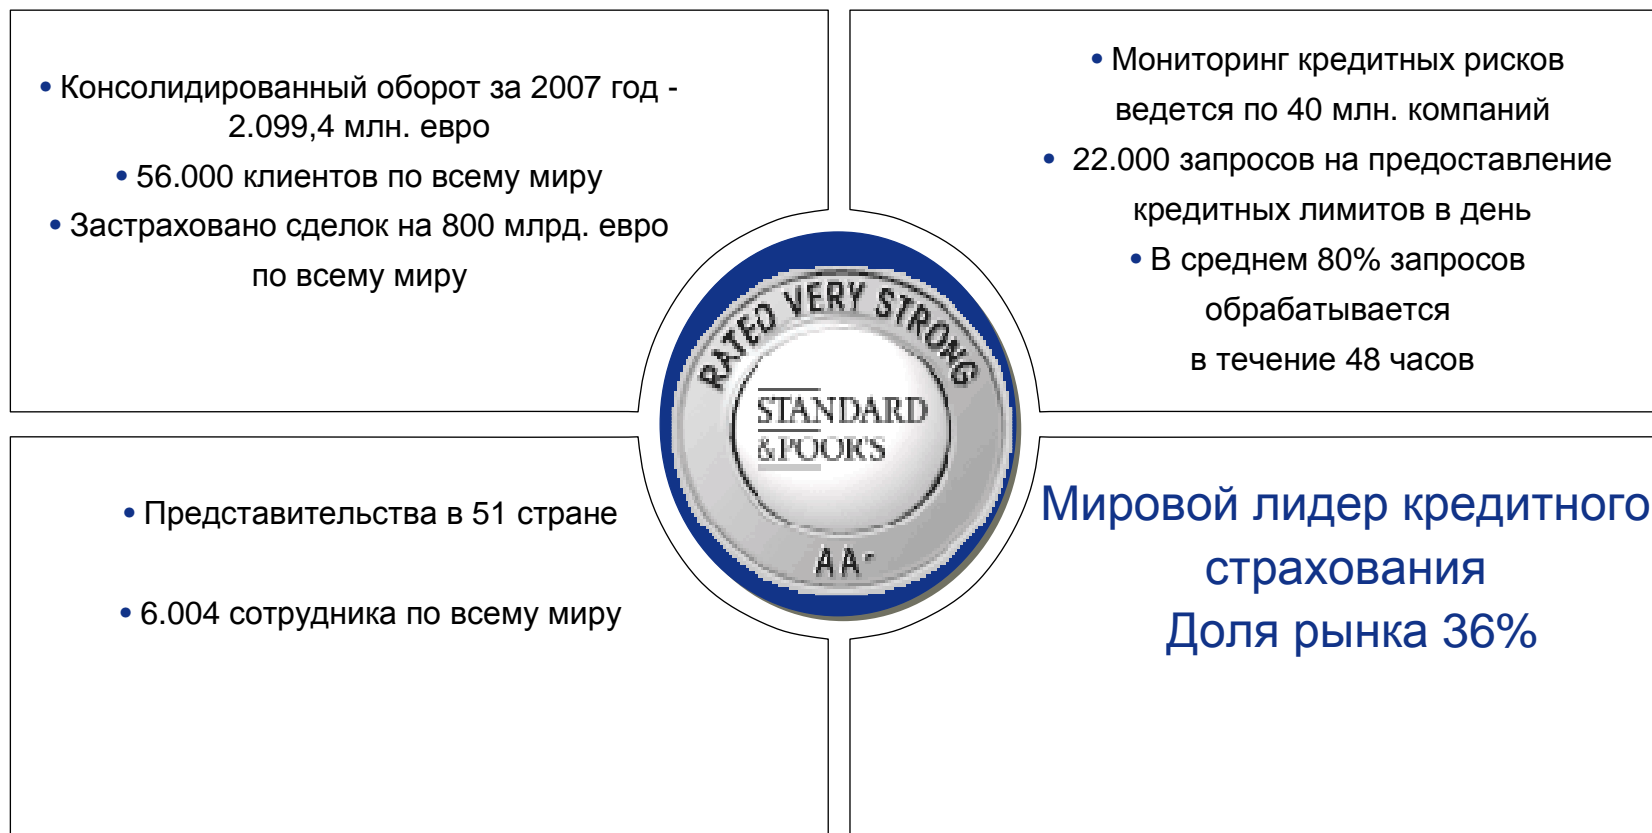 • Консолидированный оборот за 2007 год -
2.099,4 млн. евро
• 56.000 клиентов по всему миру
• Застраховано сделок на 800 млрд. евро
по всему миру
• Мониторинг кредитных рисков
ведется по 40 млн. компаний
• 22.000 запросов на предоставление
кредитных лимитов в день
• В среднем 80% запросов
обрабатывается
в течение 48 часов
RATED VERY STRONG
STANDARD
&POOR'S
AA-
• Представительства в 51 стране
• 6.004 сотрудника по всему миру
Мировой лидер кредитного
страхования
Доля рынка 36%